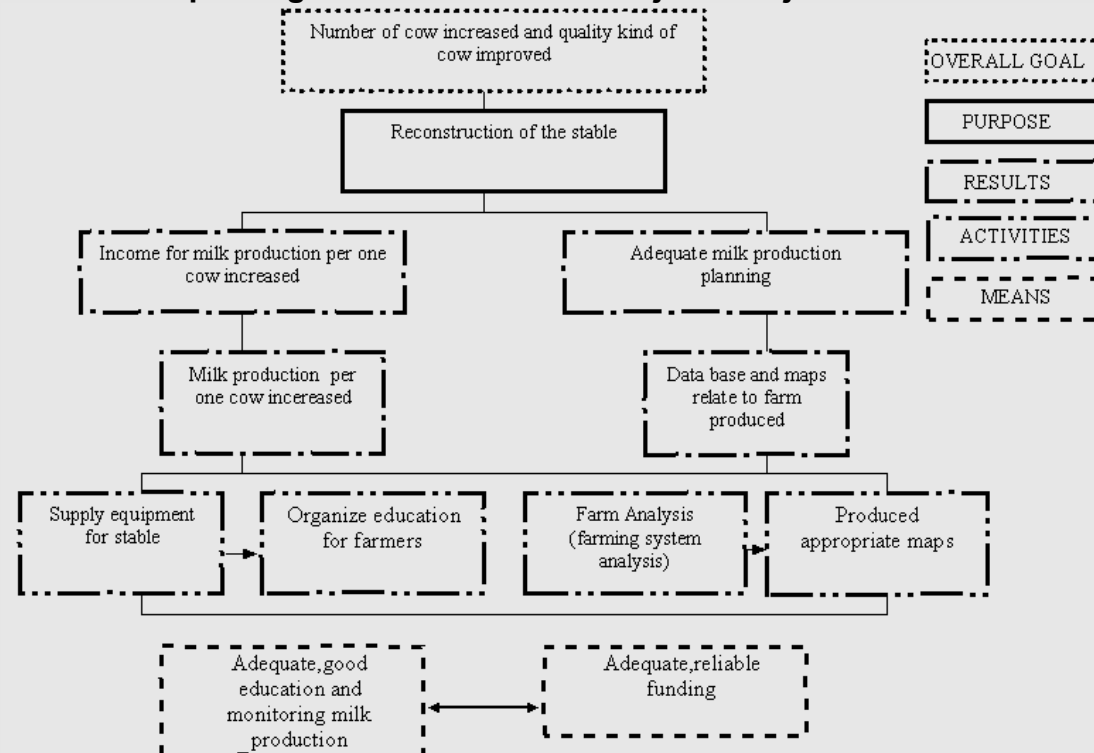 Number of cow increased and quality kind of
cow improved
OVERALL GOAL
Reconstruction of the stable
PURPOSE
RESULTS
ACTIVITIES
MEANS
Income for milk production per one
cow increased
Adequate milk production
planning
Milk production per
one cow incereased
Data base and maps
relate to farm
produced
Supply equipment
for stable
Organize education
for farmers
Farm Analysis
(farming system
analysis)
Produced
appropriate maps
Adequate,good
education and
monitoring milk
production
Adequate,reliable
funding